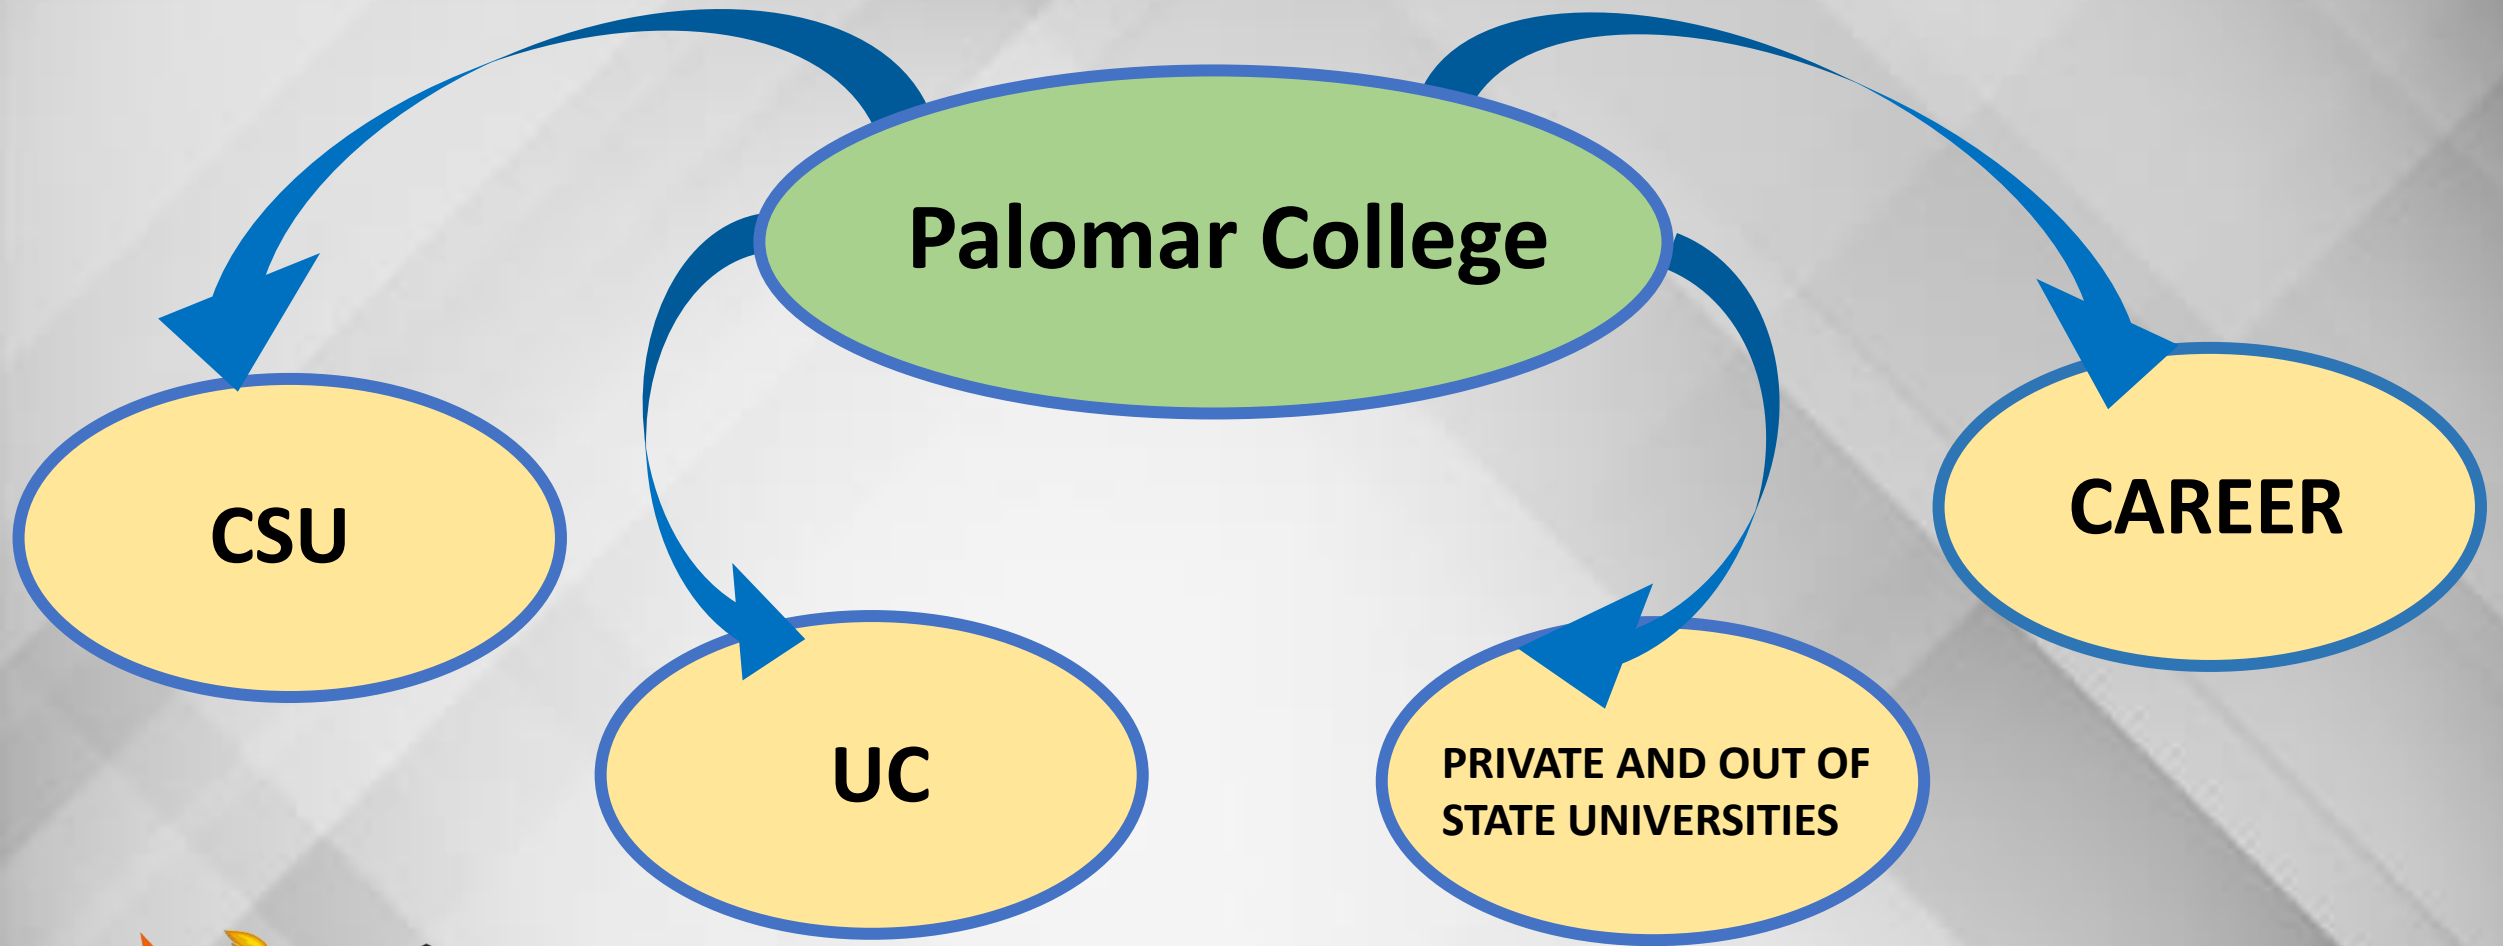 Palomar College
CSU
CAREER
UC
PRIVATE AND OUT OF
STATE UNIVERSITIES